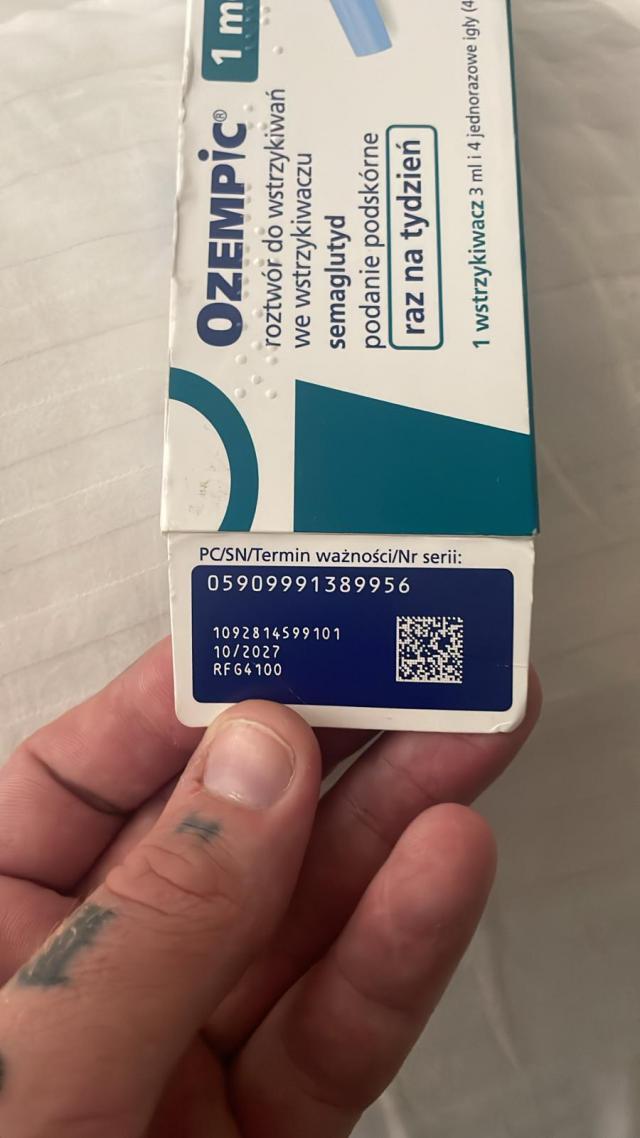 OZEMPIC®
1 m
roztwór do wstrzykiwań
we wstrzykiwaczu
semaglutyd
podanie podskórne
raz na tydzień
1 wstrzykiwacz 3 ml i 4 jednorazowe igły (4
PC/SN/Termin ważności/Nr serii:
05909991389956
1092814599101
10/2027
RFG4100